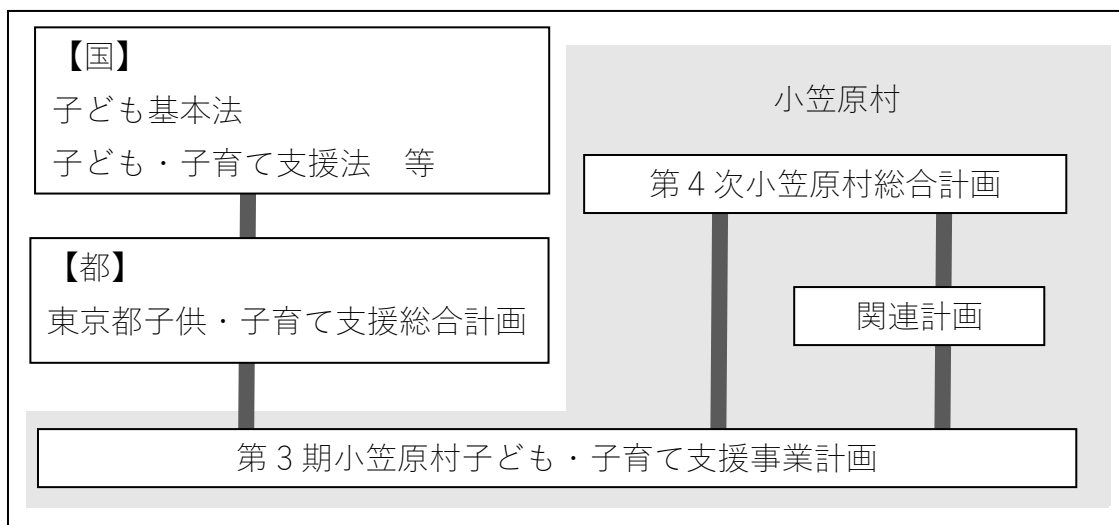 【国】
子ども基本法
子ども・子育て支援法　等
【都】
東京都子供・子育て支援総合計画
小笠原村
第4次小笠原村総合計画
関連計画
第3期小笠原村子ども・子育て支援事業計画